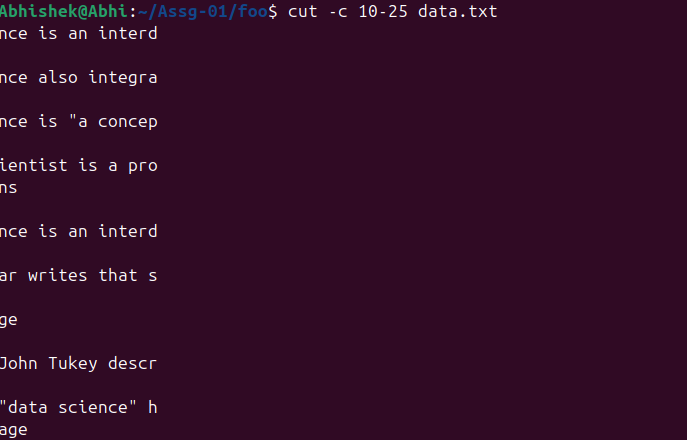 Abhishek@Abhi:~/Assg-01/foo$ cut -c 10-25 data.txt
nce is an interd
nce also integra
nce is "a concep
ientist is a pro
ns
nce is an interd
ar writes that s
ge
John Tukey descr
"data science" h
age